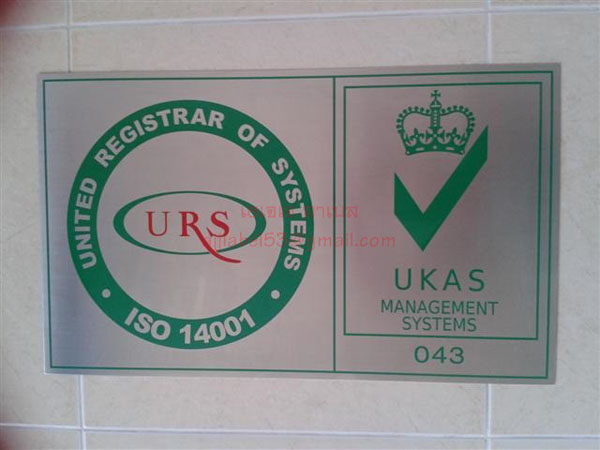 UNITED REGISTRAR OF SYSTEMS
URS
ISO 14001
UKAS
MANAGEMENT
SYSTEMS
043